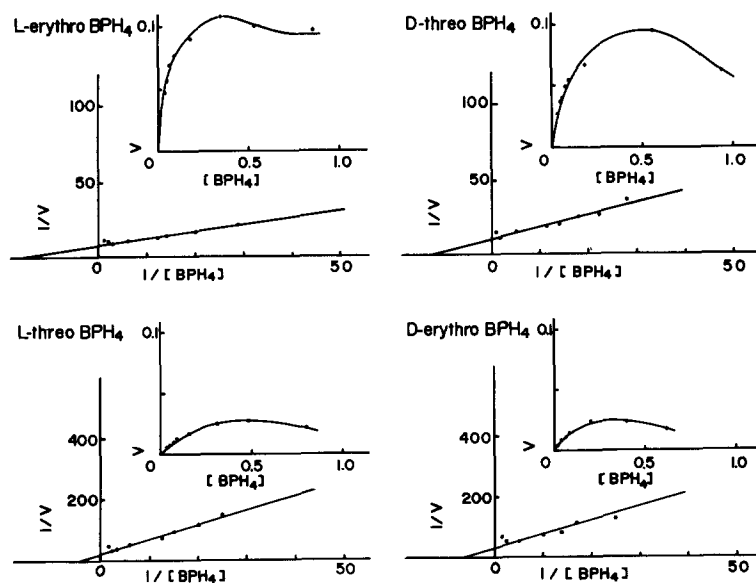 L-erythro BPH₄
0.1
V
0
0.5
1.0
[BPH₄]
100
50
1/V
0
50
1/[BPH₄]
D-threo BPH₄
0.1
V
0
0.5
1.0
[BPH₄]
100
50
1/V
0
50
1/[BPH₄]
L-threo BPH₄
0.1
V
0
0.5
1.0
[BPH₄]
400
200
1/V
0
50
1/[BPH₄]
D-erythro BPH₄
0.1
V
0
0.5
1.0
[BPH₄]
400
200
1/V
0
50
1/[BPH₄]